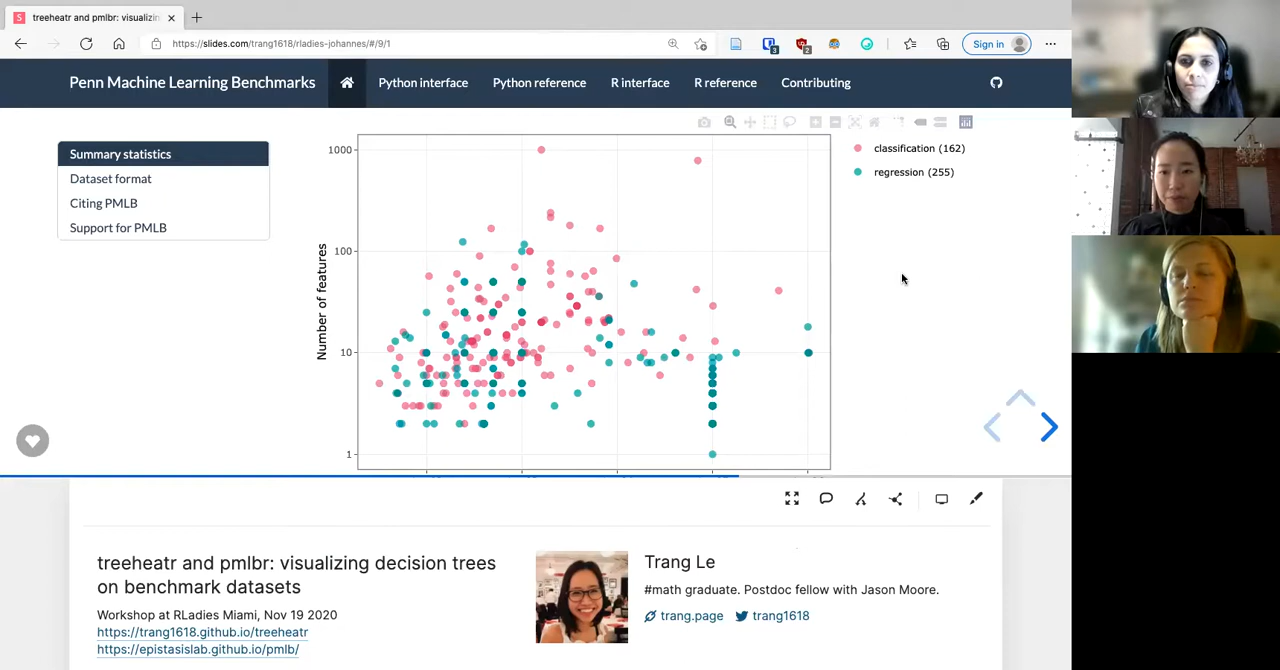 treeheatr and pmlbr: visualizin
https://slides.com/trang1618/rladies-johannes/#/9/1
3
2
Sign in
Penn Machine Learning Benchmarks
Python interface
Python reference
R interface
R reference
Contributing
Summary statistics
Dataset format
Citing PMLB
Support for PMLB
classification (162)
regression (255)
Number of features
1000
100
10
1
treeheatr and pmlbr: visualizing decision trees
on benchmark datasets
Workshop at RLadies Miami, Nov 19 2020
https://trang1618.github.io/treeheatr
https://epistasislab.github.io/pmlb/
Trang Le
#math graduate. Postdoc fellow with Jason Moore.
trang.page
trang1618